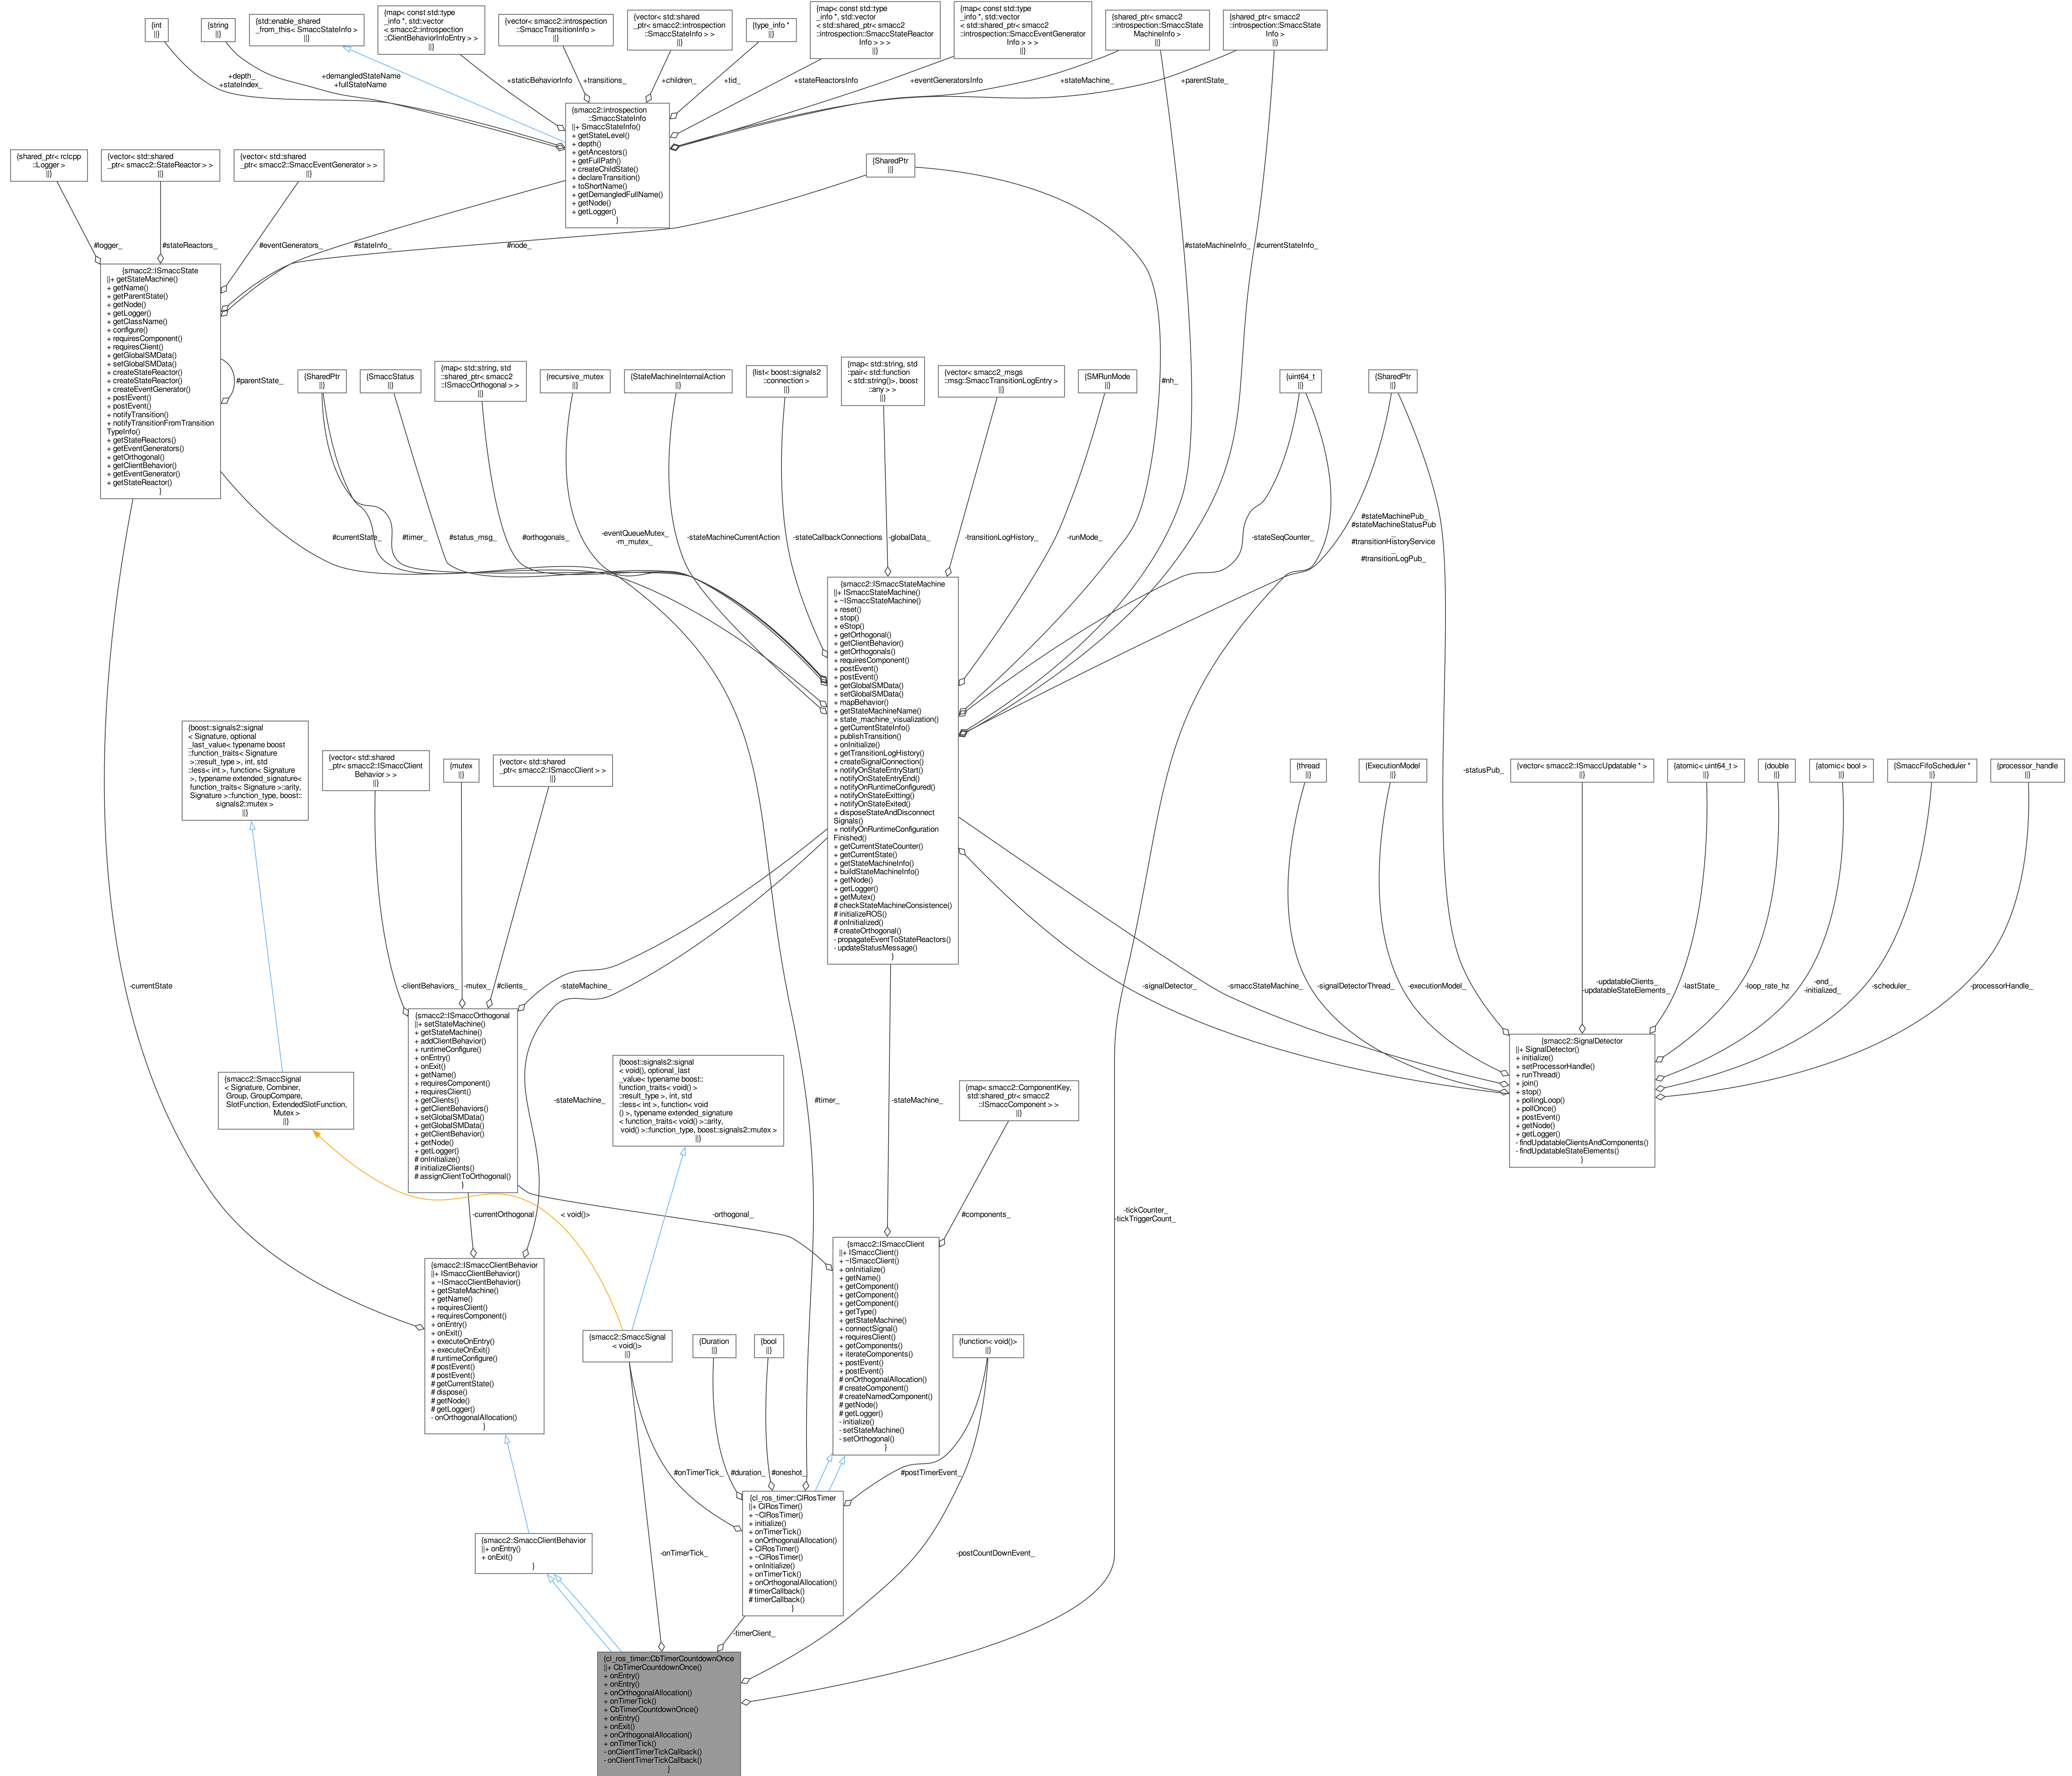 {int
||}
{string
||}
{std::enable_shared
_from_this< SmaccStateInfo >
||}
{map< const std::type
_info *, std::vector
< smacc2::introspection
::ClientBehaviorInfoEntry > >
||}
{vector< smacc2::introspection
::SmaccTransitionInfo >
||}
{vector< std::shared
_ptr< smacc2::introspection
::SmaccStateInfo > >
||}
{type_info *
||}
{map< const std::type
_info *, std::vector
< std::shared_ptr< smacc2
::introspection::SmaccStateReactor
Info > > >
||}
{map< const std::type
_info *, std::vector
< std::shared_ptr< smacc2
::introspection::SmaccEventGenerator
Info > > >
||}
{shared_ptr< smacc2
::introspection::SmaccState
MachineInfo >
||}
{shared_ptr< smacc2
::introspection::SmaccState
Info >
||}
+depth_
+stateIndex_
+demangledStateName
+fullStateName
+staticBehaviorInfo
+transitions_
+children_
+tid_
+stateReactorsInfo
+eventGeneratorsInfo
+stateMachine_
+parentState_
{smacc2::introspection
::SmaccStateInfo
||+ SmaccStateInfo()
+ getStateLevel()
+ depth()
+ getAncestors()
+ getFullPath()
+ createChildState()
+ declareTransition()
+ toShortName()
+ getDemangledFullName()
+ getNode()
+ getLogger()
}
{shared_ptr< rclcpp
::Logger >
||}
{vector< std::shared
_ptr< smacc2::StateReactor > >
||}
{vector< std::shared
_ptr< smacc2::SmaccEventGenerator > >
||}
{SharedPtr
||}
#logger_
#stateReactors_
#eventGenerators_
#stateInfo_
#node_
#stateMachineInfo_
#currentStateInfo_
{smacc2::ISmaccState
||+ getStateMachine()
+ getName()
+ getParentState()
+ getNode()
+ getLogger()
+ getClassName()
+ configure()
+ requiresComponent()
+ requiresClient()
+ getGlobalSMData()
+ setGlobalSMData()
+ createStateReactor()
+ createStateReactor()
+ createEventGenerator()
+ postEvent()
+ postEvent()
+ notifyTransition()
+ notifyTransitionFromTransition
TypeInfo()
+ getStateReactors()
+ getEventGenerators()
+ getOrthogonal()
+ getClientBehavior()
+ getEventGenerator()
+ getStateReactor()
}
#parentState_
{SharedPtr
||}
{SmaccStatus
||}
{map< std::string, std
::shared_ptr< smacc2
::ISmaccOrthogonal > >
||}
{recursive_mutex
||}
{StateMachineInternalAction
||}
{list< boost::signals2
::connection >
||}
{map< std::string, std
::pair< std::function
< std::string()>, boost
::any > >
||}
{vector< smacc2_msgs
::msg::SmaccTransitionLogEntry >
||}
{SMRunMode
||}
#nh_
{uint64_t
||}
{SharedPtr
||}
#currentState_
#timer_
#status_msg_
#orthogonals_
-eventQueueMutex_
-m_mutex_
-stateMachineCurrentAction
-stateCallbackConnections
-globalData_
-transitionLogHistory_
-runMode_
-stateSeqCounter_
#stateMachinePub_
#stateMachineStatusPub
_
#transitionHistoryService
_
#transitionLogPub_
{smacc2::ISmaccStateMachine
||+ ISmaccStateMachine()
+ ~ISmaccStateMachine()
+ reset()
+ stop()
+ eStop()
+ getOrthogonal()
+ getClientBehavior()
+ getOrthogonals()
+ requiresComponent()
+ postEvent()
+ postEvent()
+ getGlobalSMData()
+ setGlobalSMData()
+ mapBehavior()
+ getStateMachineName()
+ state_machine_visualization()
+ getCurrentStateInfo()
+ publishTransition()
+ onInitialize()
+ getTransitionLogHistory()
+ createSignalConnection()
+ notifyOnStateEntryStart()
+ notifyOnStateEntryEnd()
+ notifyOnRuntimeConfigured()
+ notifyOnStateExitting()
+ notifyOnStateExited()
+ disposeStateAndDisconnect
Signals()
+ notifyOnRuntimeConfiguration
Finished()
+ getCurrentStateCounter()
+ getCurrentState()
+ getStateMachineInfo()
+ buildStateMachineInfo()
+ getNode()
+ getLogger()
+ getMutex()
# checkStateMachineConsistence()
# initializeROS()
# onInitialized()
# createOrthogonal()
- propagateEventToStateReactors()
- updateStatusMessage()
}
{boost::signals2::signal
< Signature, optional
_last_value< typename boost
::function_traits< Signature
>::result_type >, int, std
::less< int >, function< Signature
>, typename extended_signature<
function_traits< Signature >::arity,
Signature >::function_type, boost::
signals2::mutex >
||}
{vector< std::shared
_ptr< smacc2::ISmaccClient
Behavior > >
||}
{mutex
||}
{vector< std::shared
_ptr< smacc2::ISmaccClient > >
||}
{thread
||}
{ExecutionModel
||}
-statusPub_
{vector< smacc2::ISmaccUpdatable * >
||}
{atomic< uint64_t >
||}
{double
||}
{atomic< bool >
||}
{SmaccFifoScheduler *
||}
{processor_handle
||}
-currentState
-clientBehaviors_
-mutex_
#clients_
-stateMachine_
-signalDetector_
-smaccStateMachine_
-signalDetectorThread_
-executionModel_
-updatableClients_
-updatableStateElements_
-lastState_
-loop_rate_hz
-end_
-initialized_
-scheduler_
-processorHandle_
{smacc2::ISmaccOrthogonal
||+ setStateMachine()
+ getStateMachine()
+ addClientBehavior()
+ runtimeConfigure()
+ onEntry()
+ onExit()
+ getName()
+ requiresComponent()
+ requiresClient()
+ getClients()
+ getClientBehaviors()
+ setGlobalSMData()
+ getGlobalSMData()
+ getClientBehavior()
+ getNode()
+ getLogger()
# onInitialize()
# initializeClients()
# assignClientToOrthogonal()
}
{smacc2::SignalDetector
||+ SignalDetector()
+ initialize()
+ setProcessorHandle()
+ runThread()
+ join()
+ stop()
+ pollingLoop()
+ pollOnce()
+ postEvent()
+ getNode()
+ getLogger()
- findUpdatableClientsAndComponents()
- findUpdatableStateElements()
}
{smacc2::SmaccSignal
< Signature, Combiner,
Group, GroupCompare,
SlotFunction, ExtendedSlotFunction,
Mutex >
||}
{boost::signals2::signal
< void(), optional_last
_value< typename boost::
function_traits< void() >
::result_type >, int, std
::less< int >, function< void
() >, typename extended_signature
< function_traits< void() >::arity,
void() >::function_type, boost::signals2::mutex >
||}
{map< smacc2::ComponentKey,
std::shared_ptr< smacc2
::ISmaccComponent > >
||}
-stateMachine_
#timer_
-stateMachine_
-currentOrthogonal
< void()>
-orthogonal_
#components_
-tickCounter_
-tickTriggerCount_
{smacc2::ISmaccClientBehavior
||+ ISmaccClientBehavior()
+ ~ISmaccClientBehavior()
+ getStateMachine()
+ getName()
+ requiresClient()
+ requiresComponent()
+ onEntry()
+ onExit()
+ executeOnEntry()
+ executeOnExit()
# runtimeConfigure()
# postEvent()
# postEvent()
# getCurrentState()
# dispose()
# getNode()
# getLogger()
- onOrthogonalAllocation()
}
{smacc2::ISmaccClient
||+ ISmaccClient()
+ ~ISmaccClient()
+ onInitialize()
+ getName()
+ getComponent()
+ getComponent()
+ getComponent()
+ getType()
+ getStateMachine()
+ connectSignal()
+ requiresClient()
+ getComponents()
+ iterateComponents()
+ postEvent()
+ postEvent()
# onOrthogonalAllocation()
# createComponent()
# createNamedComponent()
# getNode()
# getLogger()
- initialize()
- setStateMachine()
- setOrthogonal()
}
{smacc2::SmaccSignal
< void()>
||}
{Duration
||}
{bool
||}
{function< void()>
||}
#onTimerTick_
#duration_
#oneshot_
#postTimerEvent_
{cl_ros_timer::ClRosTimer
||+ ClRosTimer()
+ ~ClRosTimer()
+ initialize()
+ onTimerTick()
+ onOrthogonalAllocation()
+ ClRosTimer()
+ ~ClRosTimer()
+ onInitialize()
+ onTimerTick()
+ onOrthogonalAllocation()
# timerCallback()
# timerCallback()
}
{smacc2::SmaccClientBehavior
||+ onEntry()
+ onExit()
}
-onTimerTick_
-postCountDownEvent_
-timerClient_
{cl_ros_timer::CbTimerCountdownOnce
||+ CbTimerCountdownOnce()
+ onEntry()
+ onEntry()
+ onOrthogonalAllocation()
+ onTimerTick()
+ CbTimerCountdownOnce()
+ onEntry()
+ onExit()
+ onOrthogonalAllocation()
+ onTimerTick()
- onClientTimerTickCallback()
- onClientTimerTickCallback()
}